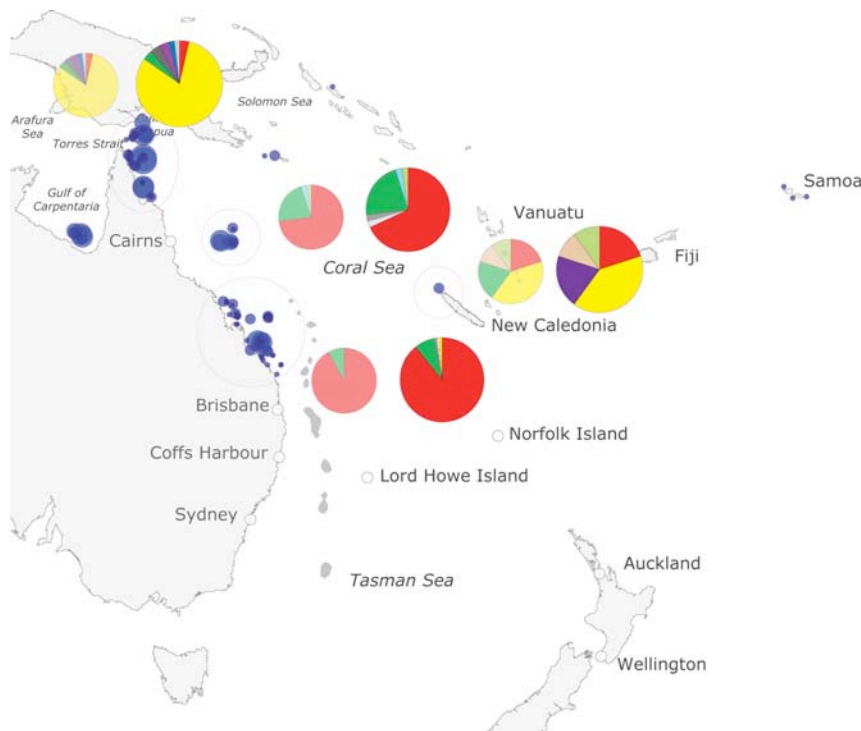 Solomon Sea
Arafura
Sea
Torres Strait
Gulf of
Carpentaria
Samoa
Vanuatu
Cairns
Coral Sea
Fiji
New Caledonia
Brisbane
Norfolk Island
Coffs Harbour
Lord Howe Island
Sydney
Auckland
Tasman Sea
Wellington